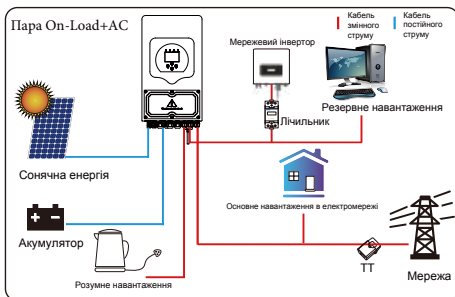 Пара On-Load+AC
Мережевий інвертор
Кабель
змінного
струму
Кабель
постійного
струму
Лічильник
Резервне навантаження
Сонячна енергія
Основне навантаження в електромережі
Акумулятор
ТТ
Мережа
Розумне навантаження